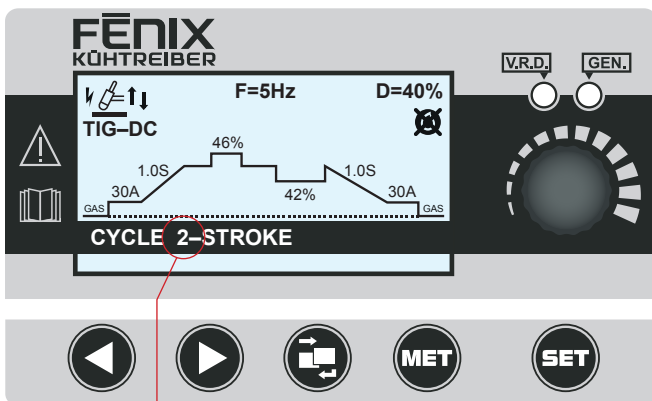 FĒNIX
KÜHTREIBER
V.R.D.
GEN.
F=5Hz
D=40%
TIG–DC
46%
1.0S
1.0S
30A
42%
30A
GAS
GAS
CYCLE 2–STROKE
MET
SET